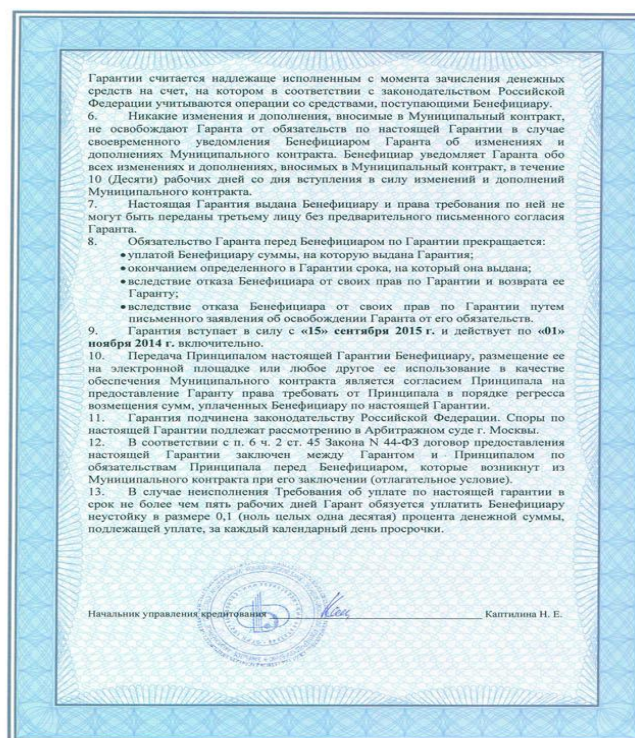 Гарантии считается надлежаще исполненным с момента зачисления денежных
средств на счет, на котором в соответствии с законодательством Российской
Федерации учитываются операции со средствами, поступающими Бенефициару.
6. Никакие изменения и дополнения, вносимые в Муниципальный контракт,
не освобождают Гаранта от обязательств по настоящей Гарантии в случае
своевременного уведомления Бенефициаром Гаранта об изменениях и
дополнениях Муниципального контракта. Бенефициар уведомляет Гаранта обо
всех изменениях и дополнениях, вносимых в Муниципальный контракт, в течение
10 (Десяти) рабочих дней со дня вступления в силу изменений и дополнений
Муниципального контракта.
7. Настоящая Гарантия выдана Бенефициару и права требования по ней не
могут быть переданы третьему лицу без предварительного письменного согласия
Гаранта.
8. Обязательство Гаранта перед Бенефициаром по Гарантии прекращается:
• уплатой Бенефициару суммы, на которую выдана Гарантия;
• окончанием определенного в Гарантии срока, на который она выдана;
• вследствие отказа Бенефициара от своих прав по Гарантии и возврата ее
Гаранту;
• вследствие отказа Бенефициара от своих прав по Гарантии путем
письменного заявления об освобождении Гаранта от его обязательств.
9. Гарантия вступает в силу с «15» сентября 2015 г. и действует по «01»
ноября 2014 г. включительно.
10. Передача Принципалом настоящей Гарантии Бенефициару, размещение ее
на электронной площадке или любое другое ее использование в качестве
обеспечения Муниципального контракта является согласием Принципала на
предоставление Гаранту права требовать от Принципала в порядке регресса
возмещения сумм, уплаченных Бенефициару по настоящей Гарантии.
11. Гарантия подчинена законодательству Российской Федерации. Споры по
настоящей Гарантии подлежат рассмотрению в Арбитражном суде г. Москвы.
12. В соответствии с п. 6 ч. 2 ст. 45 Закона N 44-ФЗ договор предоставления
настоящей Гарантии заключен между Гарантом и Принципалом по
обязательствам Принципала перед Бенефициаром, которые возникнут из
Муниципального контракта при его заключении (отлагательное условие).
13. В случае неисполнения Требования об уплате по настоящей гарантии в
срок не более чем пять рабочих дней Гарант обязуется уплатить Бенефициару
неустойку в размере 0,1 (ноль целых одна десятая) процента денежной суммы,
подлежащей уплате, за каждый календарный день просрочки.
Начальник управления кредитования Каптилина Н. Е.